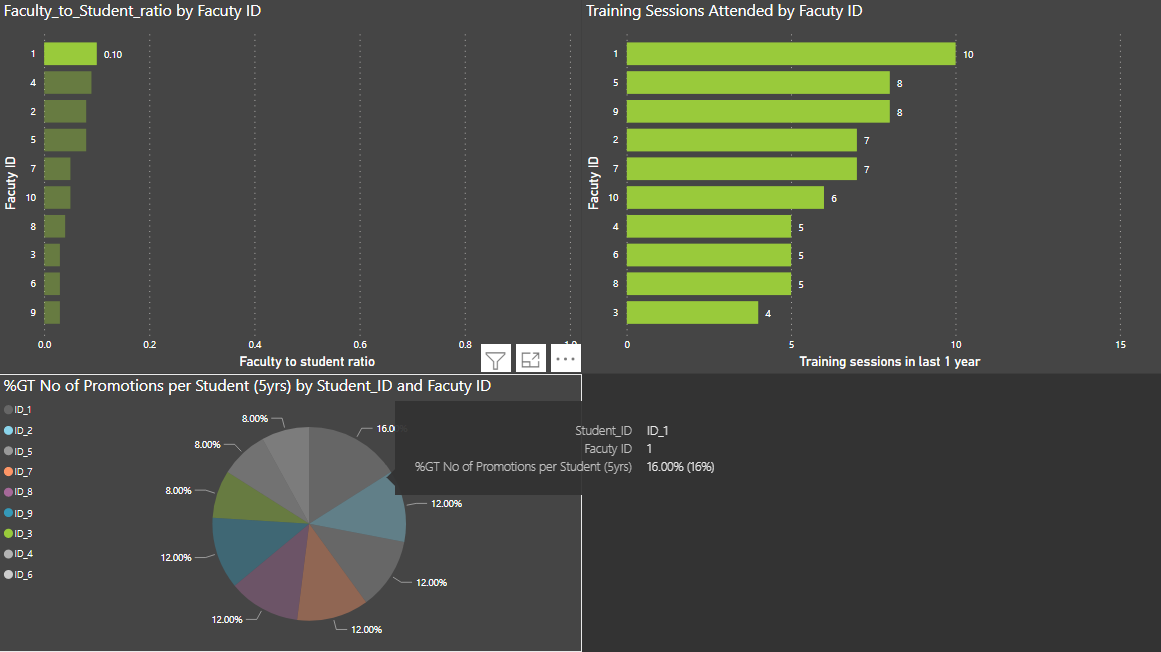 Faculty_to_Student_ratio by Facuty ID
1
0.10
4
2
5
7
10
8
3
6
9
Facuty ID
0.0
0.2
0.4
0.6
0.8
1.0
Faculty to student ratio
Training Sessions Attended by Facuty ID
1
10
5
8
9
8
2
7
7
7
10
6
4
5
6
5
8
5
3
4
Facuty ID
0
5
10
15
Training sessions in last 1 year
%GT No of Promotions per Student (5yrs) by Student_ID and Facuty ID
ID_1
ID_2
ID_5
ID_7
ID_8
ID_9
ID_3
ID_4
ID_6
8.00%
16.0
8.00%
8.00%
12.00%
12.00%
12.00%
12.00%
12.00%
Student_ID ID_1
Facuty ID 1
%GT No of Promotions per Student (5yrs) 16.00% (16%)